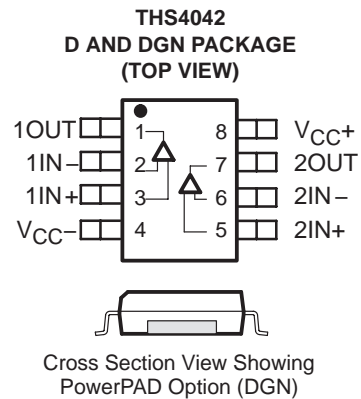 THS4042
D AND DGN PACKAGE
(TOP VIEW)
1OUT 1 8 VCC+
1IN− 2 7 2OUT
1IN+ 3 6 2IN−
VCC− 4 5 2IN+
Cross Section View Showing
PowerPAD Option (DGN)